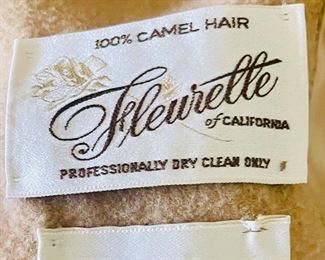 100% CAMEL HAIR
Fleurette
of CALIFORNIA
PROFESSIONALLY DRY CLEAN ONLY